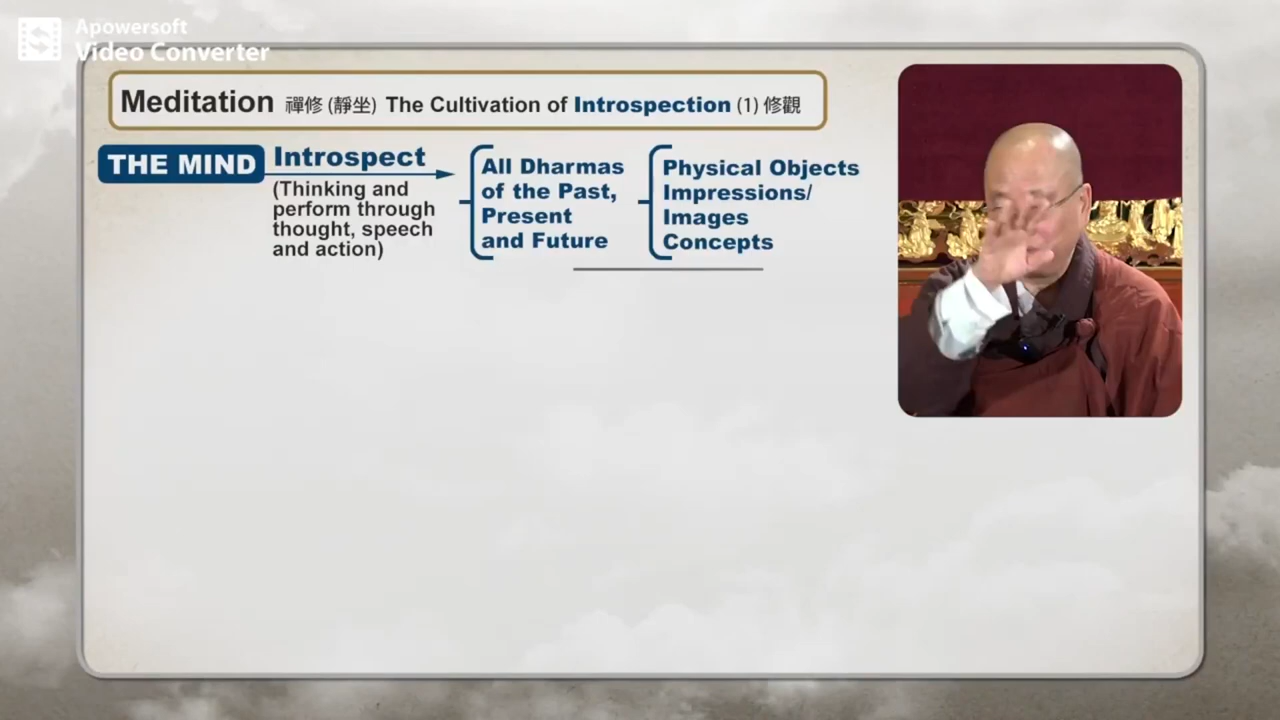 Apowersoft
Video Converter
Meditation 禪修 (靜坐) The Cultivation of Introspection (1) 修觀
THE MIND
Introspect
(Thinking and
perform through
thought, speech
and action)
All Dharmas
of the Past,
Present
and Future
Physical Objects
Impressions/
Images
Concepts